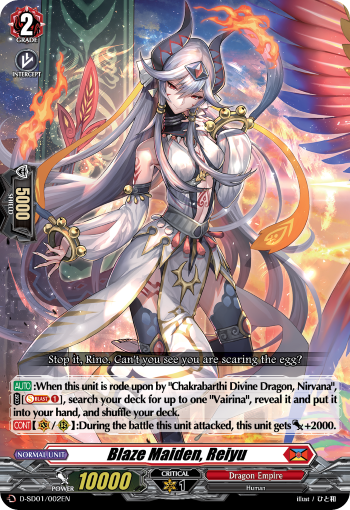 2
GRADE
INTERCEPT
5000
SHIELD
Stop it, Rino. Can't you see you are scaring the egg?
AUTO :When this unit is rode upon by "Chakrabarthi Divine Dragon, Nirvana",
[SOUL BLAST 1], search your deck for up to one "Vairina", reveal it and put it
into your hand, and shuffle your deck.
CONT [ / ]:During the battle this unit attacked, this unit gets +2000.
NORMAL UNIT
Blaze Maiden, Reiyu
POWER 10000
CRITICAL
1
Dragon Empire
Human
D-SD01/002EN
illust / ひと和